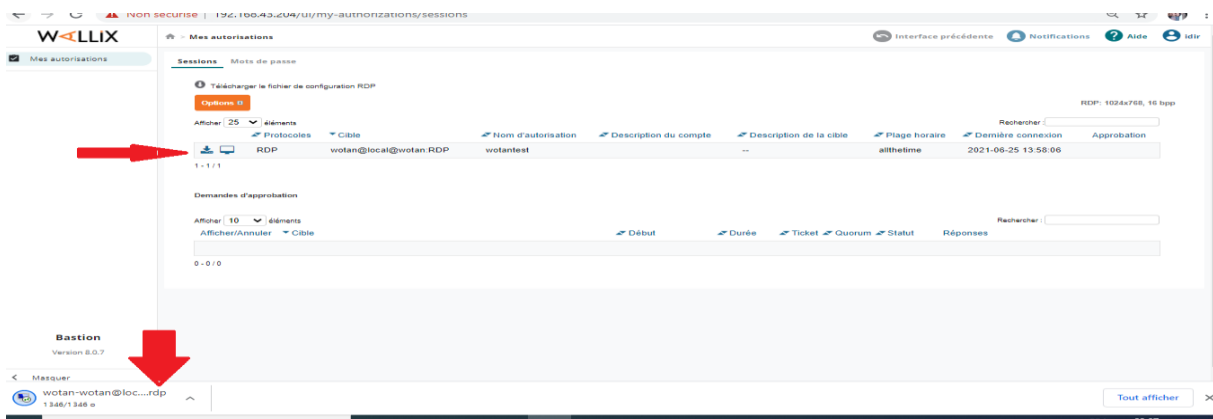 Non sécurisé | 192.168.43.204/ui/my-authorizations/sessions
WALLIX
Mes autorisations
Interface précédente Notifications Aide idir
Mes autorisations
Sessions Mots de passe
Télécharger le fichier de configuration RDP
Options
RDP: 1024x768, 16 bpp
Afficher 25 éléments
Rechercher :
Protocoles Cible Nom d'autorisation Description du compte Description de la cible Plage horaire Dernière connexion Approbation
RDP wotan@local@wotan:RDP wotantest -- allthetime 2021-06-25 13:58:06
1 - 1 / 1
Demandes d'approbation
Afficher 10 éléments
Rechercher :
Afficher/Annuler Cible Début Durée Ticket Quorum Statut Réponses
0 - 0 / 0
Bastion
Version 8.0.7
Masquer
wotan-wotan@loc....rdp
1 346/1 346 o
Tout afficher